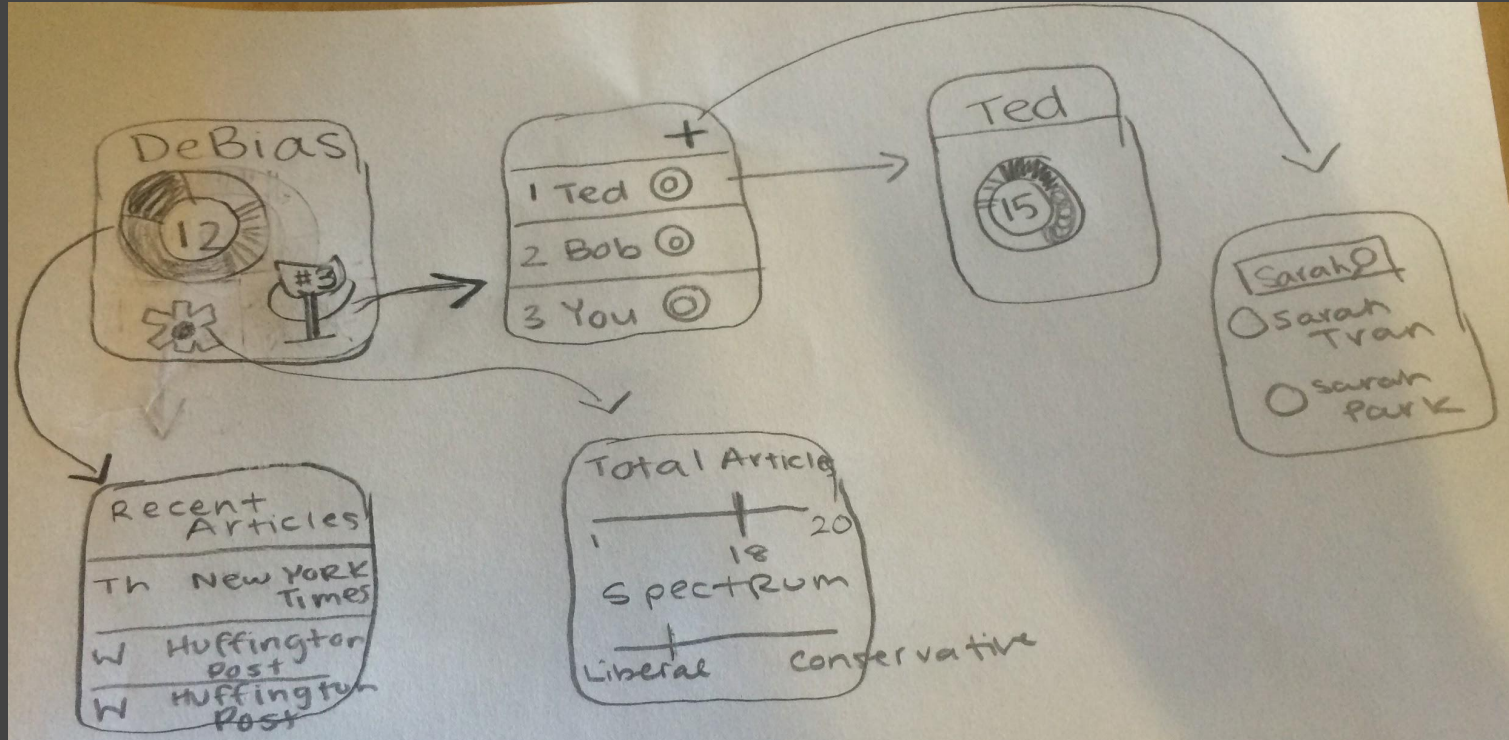 DeBias
12
#3
+
1 Ted
2 Bob
3 You
Ted
15
Sarah
Sarah
Tran
Sarah
Park
Recent
Articles
Th New York
Times
W Huffington
Post
W Huffington
Post
Total Articles
1 20
18
Spectrum
Liberal Conservative